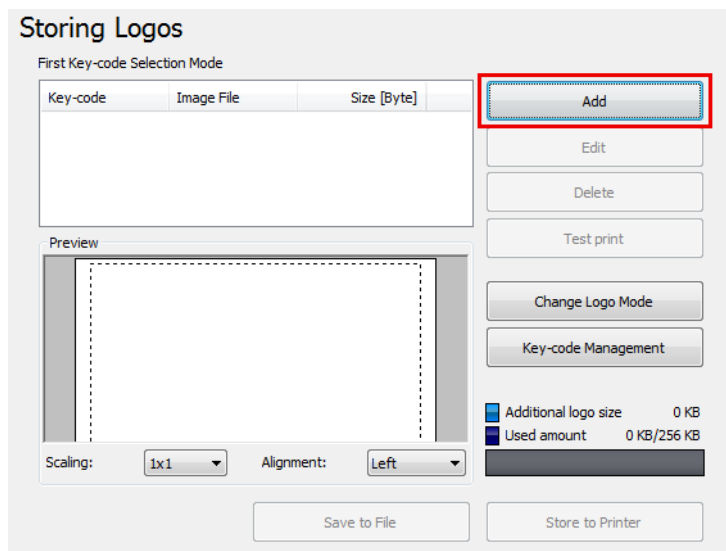 Storing Logos
First Key-code Selection Mode
Key-code Image File Size [Byte]
Add
Edit
Delete
Test print
Preview
Change Logo Mode
Key-code Management
Additional logo size 0 KB
Used amount 0 KB/256 KB
Scaling: 1x1 Alignment: Left
Save to File Store to Printer